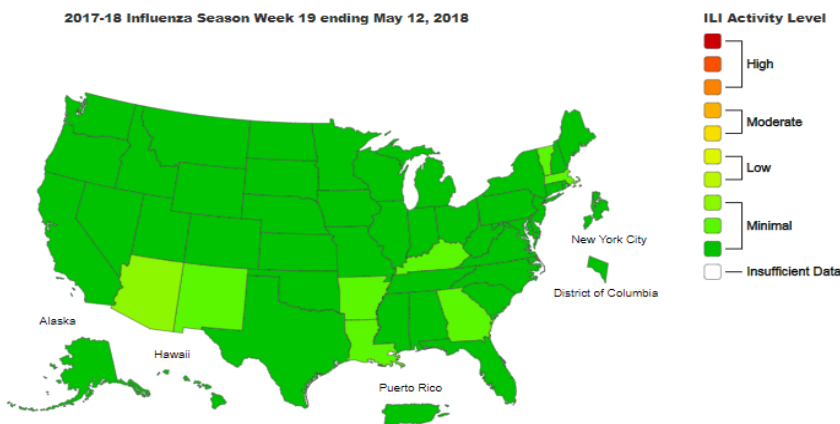 2017-18 Influenza Season Week 19 ending May 12, 2018
ILI Activity Level
High
Moderate
Low
Minimal
Insufficient Data
New York City
District of Columbia
Alaska
Hawaii
Puerto Rico